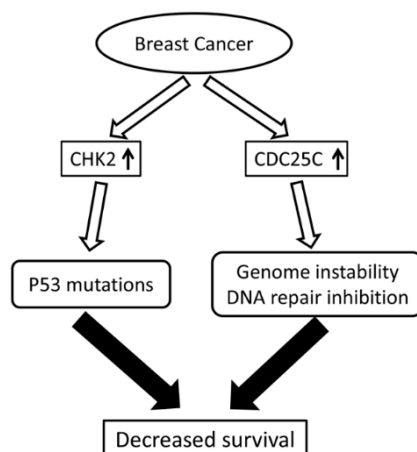 Breast Cancer
CHK2 ↑
CDC25C ↑
P53 mutations
Genome instability
DNA repair inhibition
Decreased survival